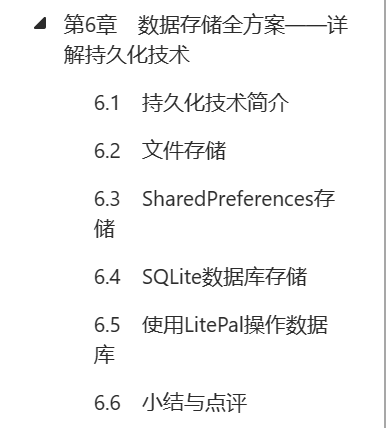 第6章 数据存储全方案——详
解持久化技术
6.1 持久化技术简介
6.2 文件存储
6.3 SharedPreferences存
储
6.4 SQLite数据库存储
6.5 使用LitePal操作数据
库
6.6 小结与点评